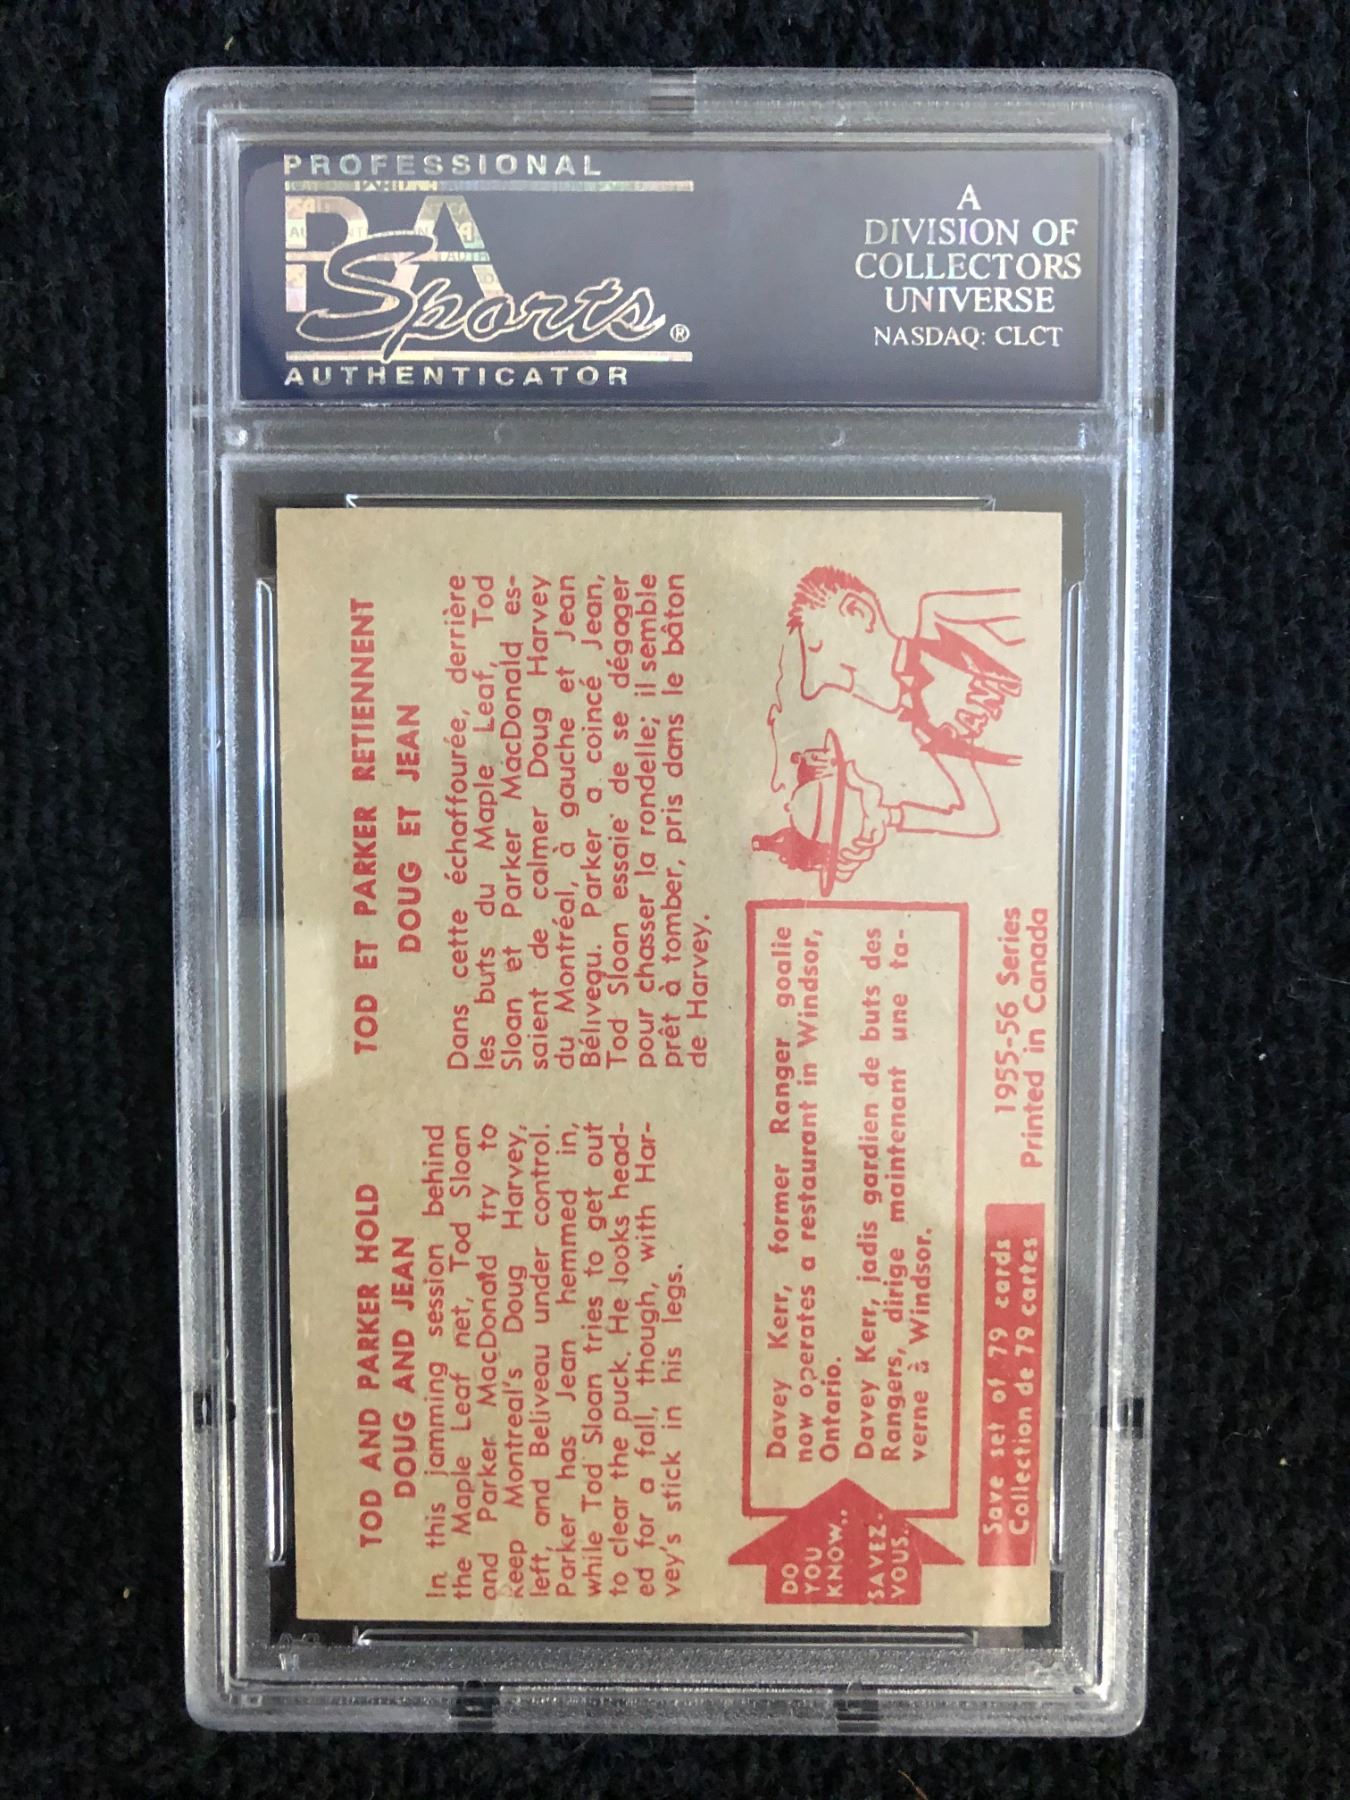 PROFESSIONAL
PSA
Sports®
AUTHENTICATOR
A
DIVISION OF
COLLECTORS
UNIVERSE
NASDAQ: CLCT
TOD AND PARKER HOLD
DOUG AND JEAN
In this jamming session behind
the Maple Leaf net, Tod Sloan
and Parker MacDonald try to
keep Montreal's Doug Harvey,
left, and Beliveau under control.
Parker has Jean hemmed in,
while Tod Sloan tries to get out
to clear the puck. He looks head-
ed for a fall, though, with Har-
vey's stick in his legs.
TOD ET PARKER RETIENNENT
DOUG ET JEAN
Dans cette échaffourée, derrière
les buts du Maple Leaf, Tod
Sloan et Parker MacDonald es-
saient de calmer Doug Harvey
du Montréal, à gauche et Jean
Béliveau. Parker a coincé Jean,
Tod Sloan essaie de se dégager
pour chasser la rondelle; il semble
prêt à tomber, pris dans le bâton
de Harvey.
DO
YOU
KNOW..
SAVEZ-
VOUS..
Davey Kerr, former Ranger goalie
now operates a restaurant in Windsor,
Ontario.
Davey Kerr, jadis gardien de buts des
Rangers, dirige maintenant une ta-
verne à Windsor.
Save set of 79 cards
Collection de 79 cartes
1955-56 Series
Printed in Canada